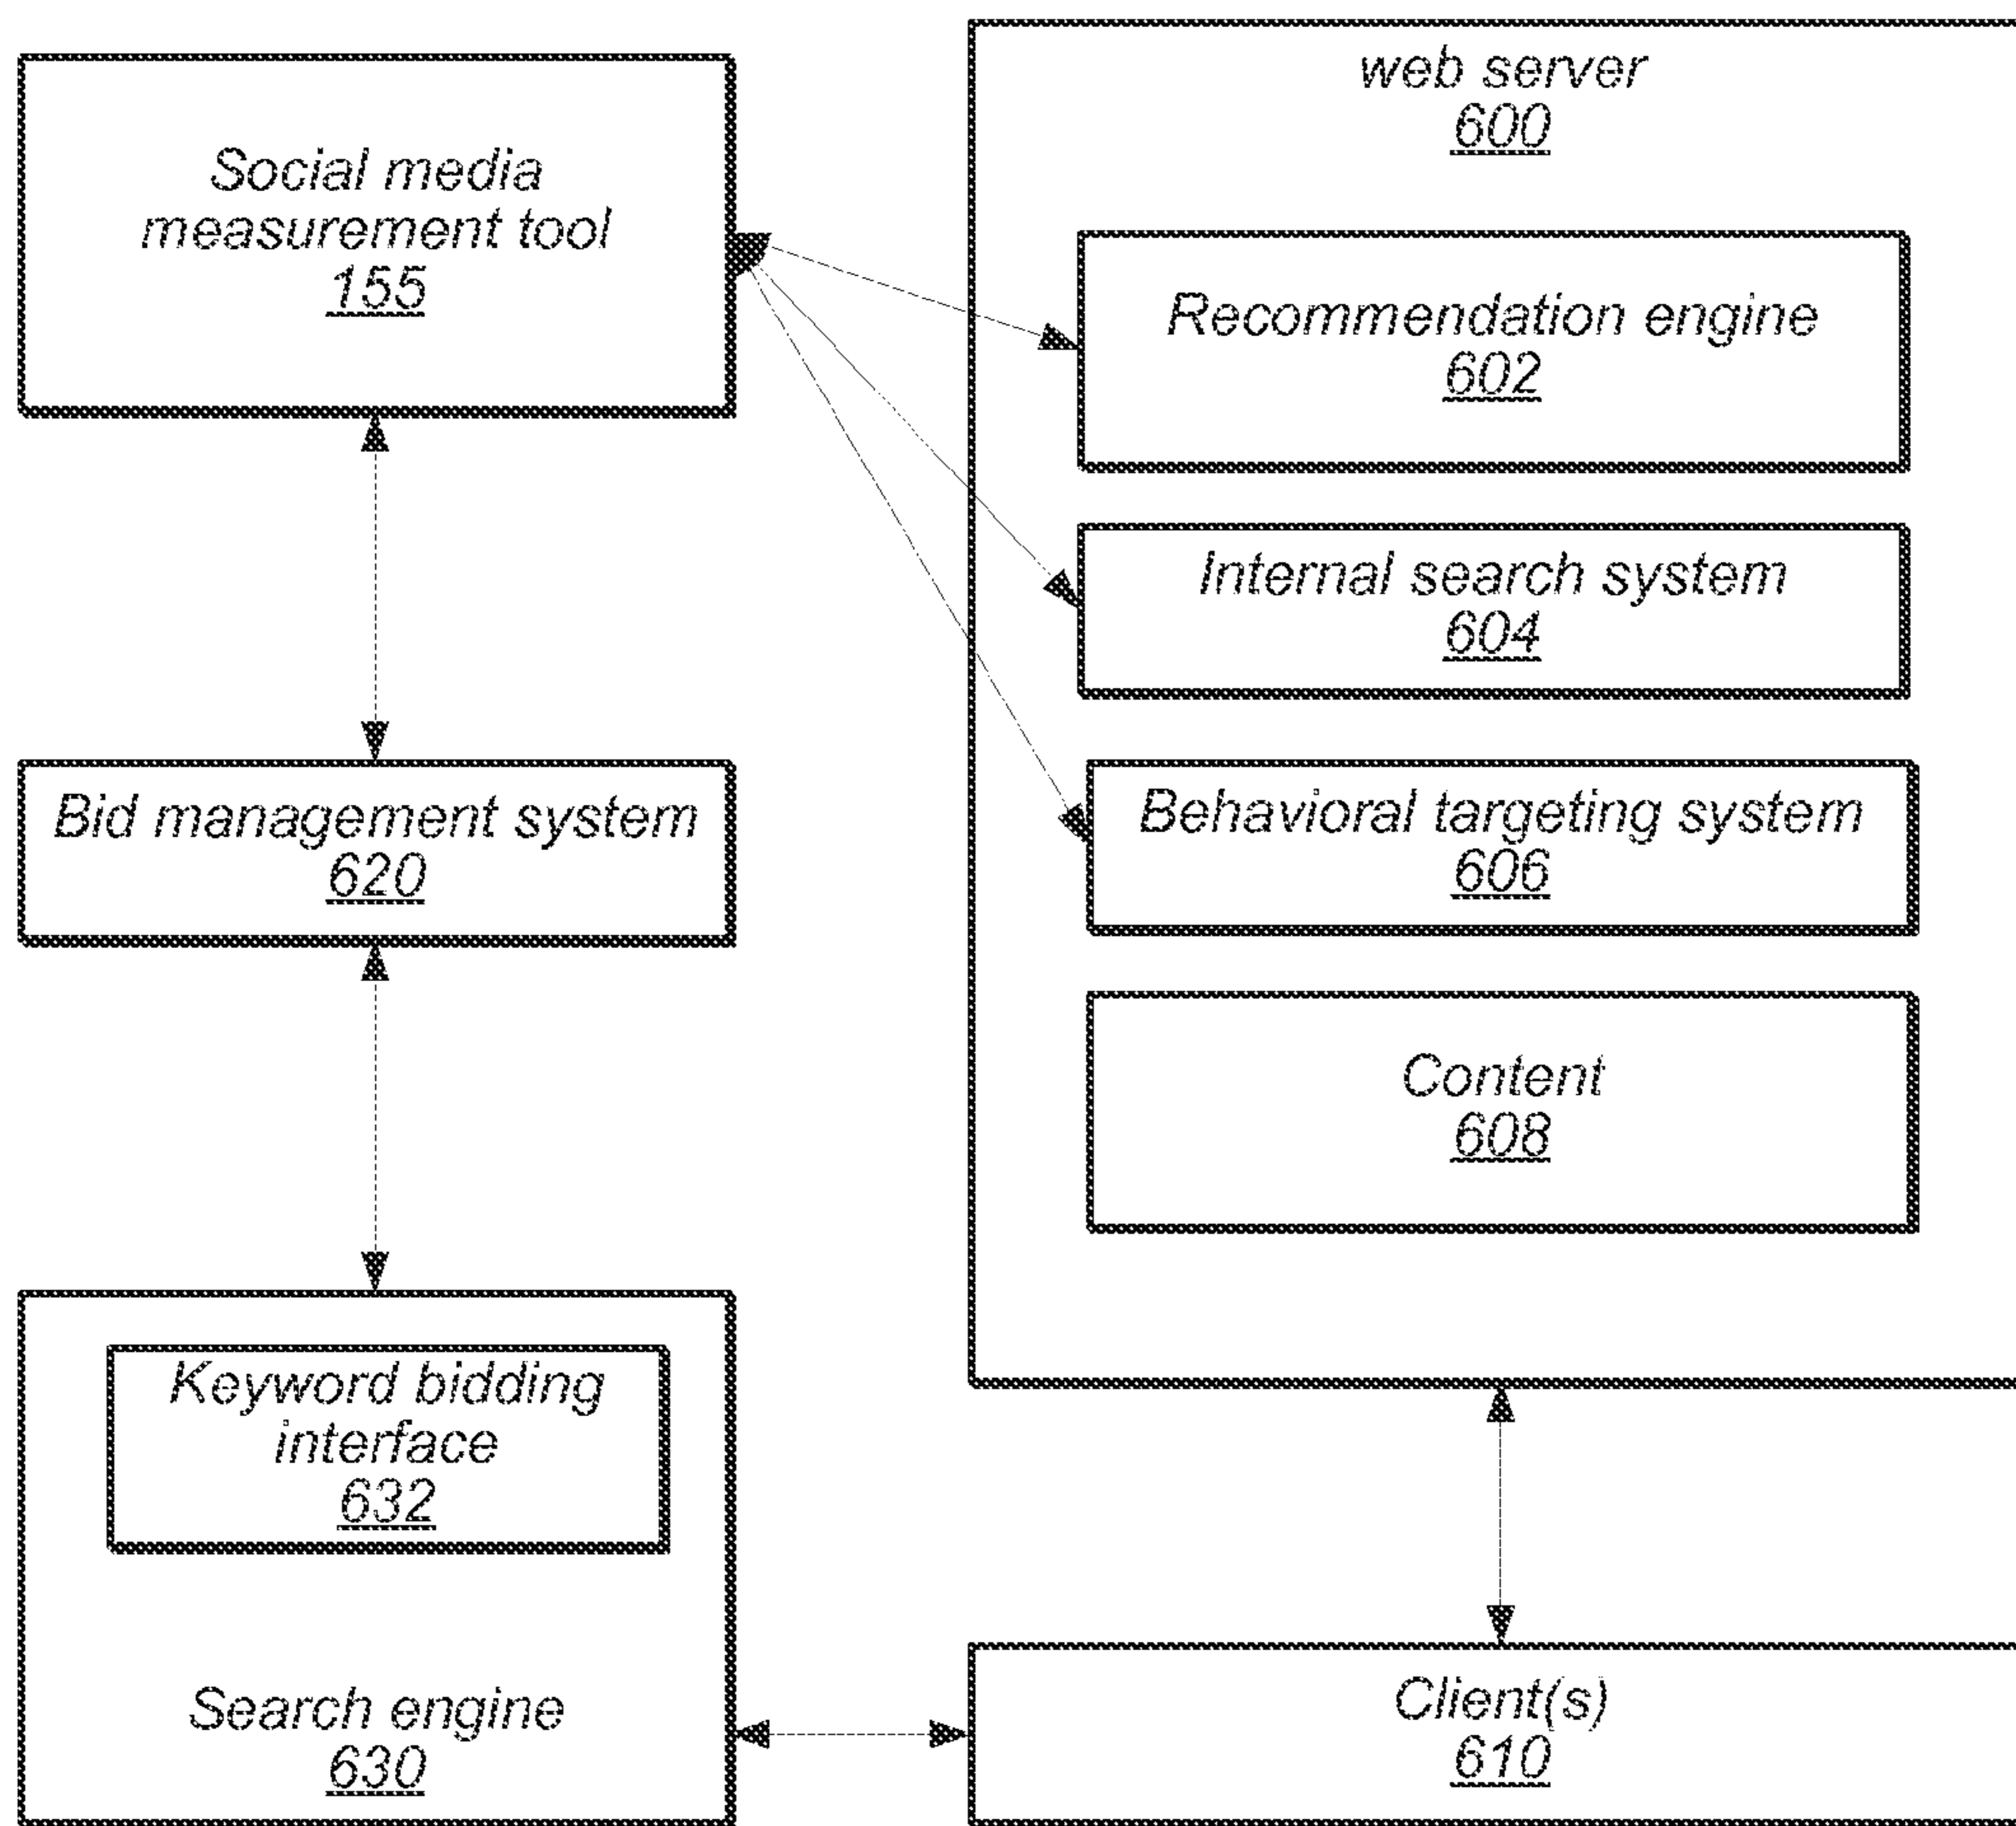 Social media
measurement tool
155
web server
600
Recommendation engine
602
Internal search system
604
Behavioral targeting system
606
Content
608
Bid management system
620
Keyword bidding
interface
632
Search engine
630
Client(s)
610